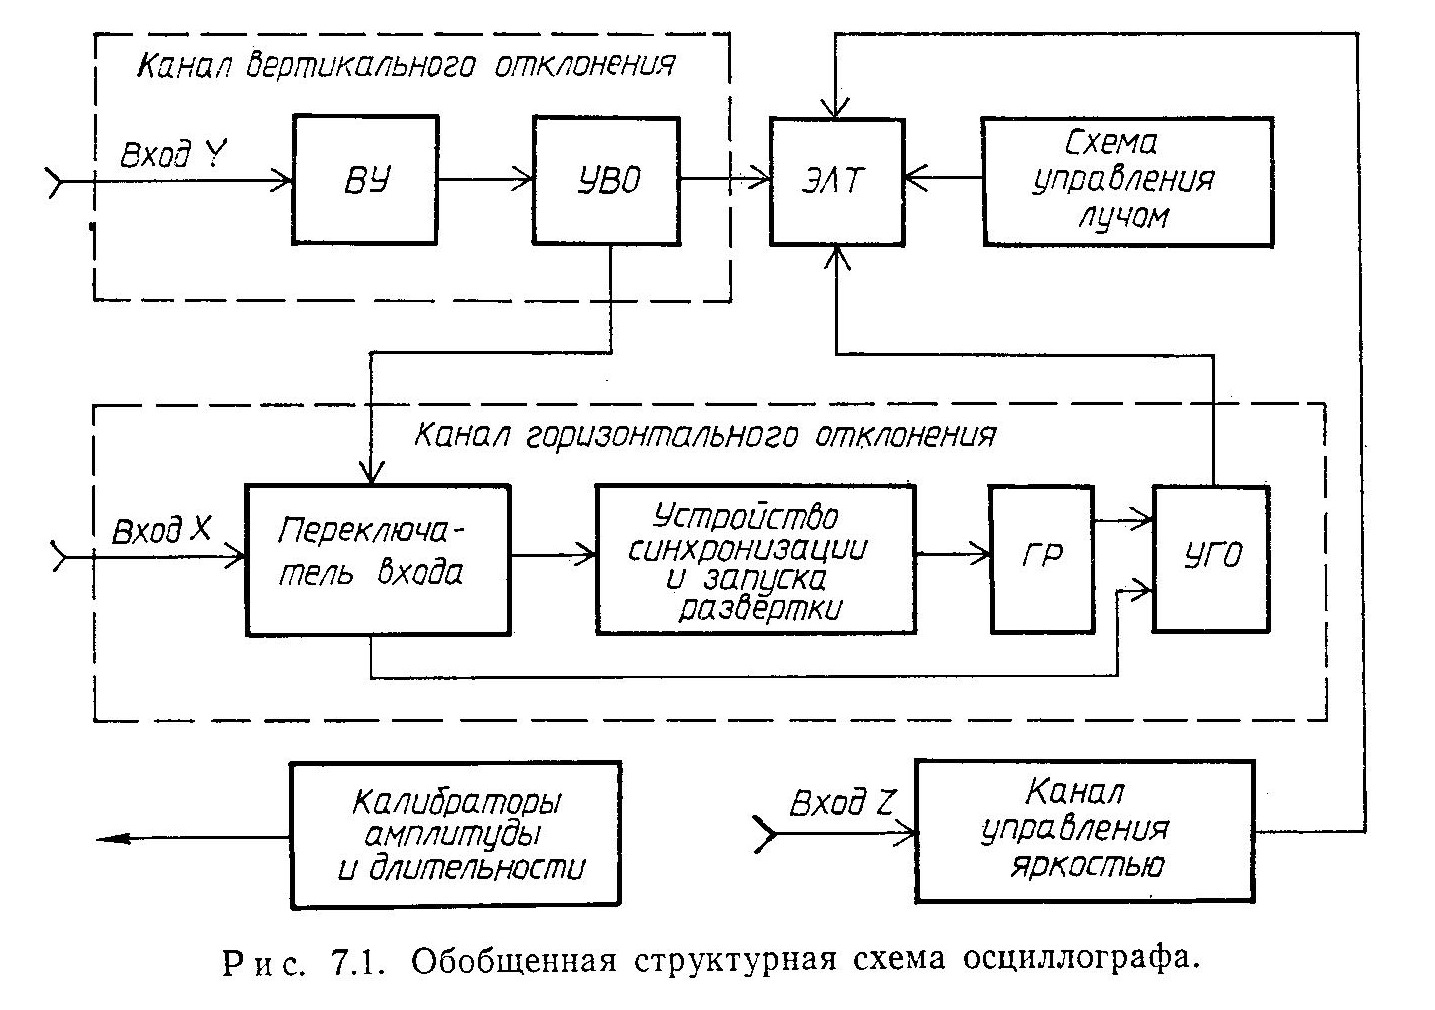 Канал вертикального отклонения
Вход Y
ВУ
УВО
ЭЛТ
Схема
управления
лучом
Канал горизонтального отклонения
Вход X
Переключа-
тель входа
Устройство
синхронизации
и запуска
развертки
ГР
УГО
Калибраторы
амплитуды
и длительности
Вход Z
Канал
управления
яркостью
Рис. 7.1. Обобщенная структурная схема осциллографа.